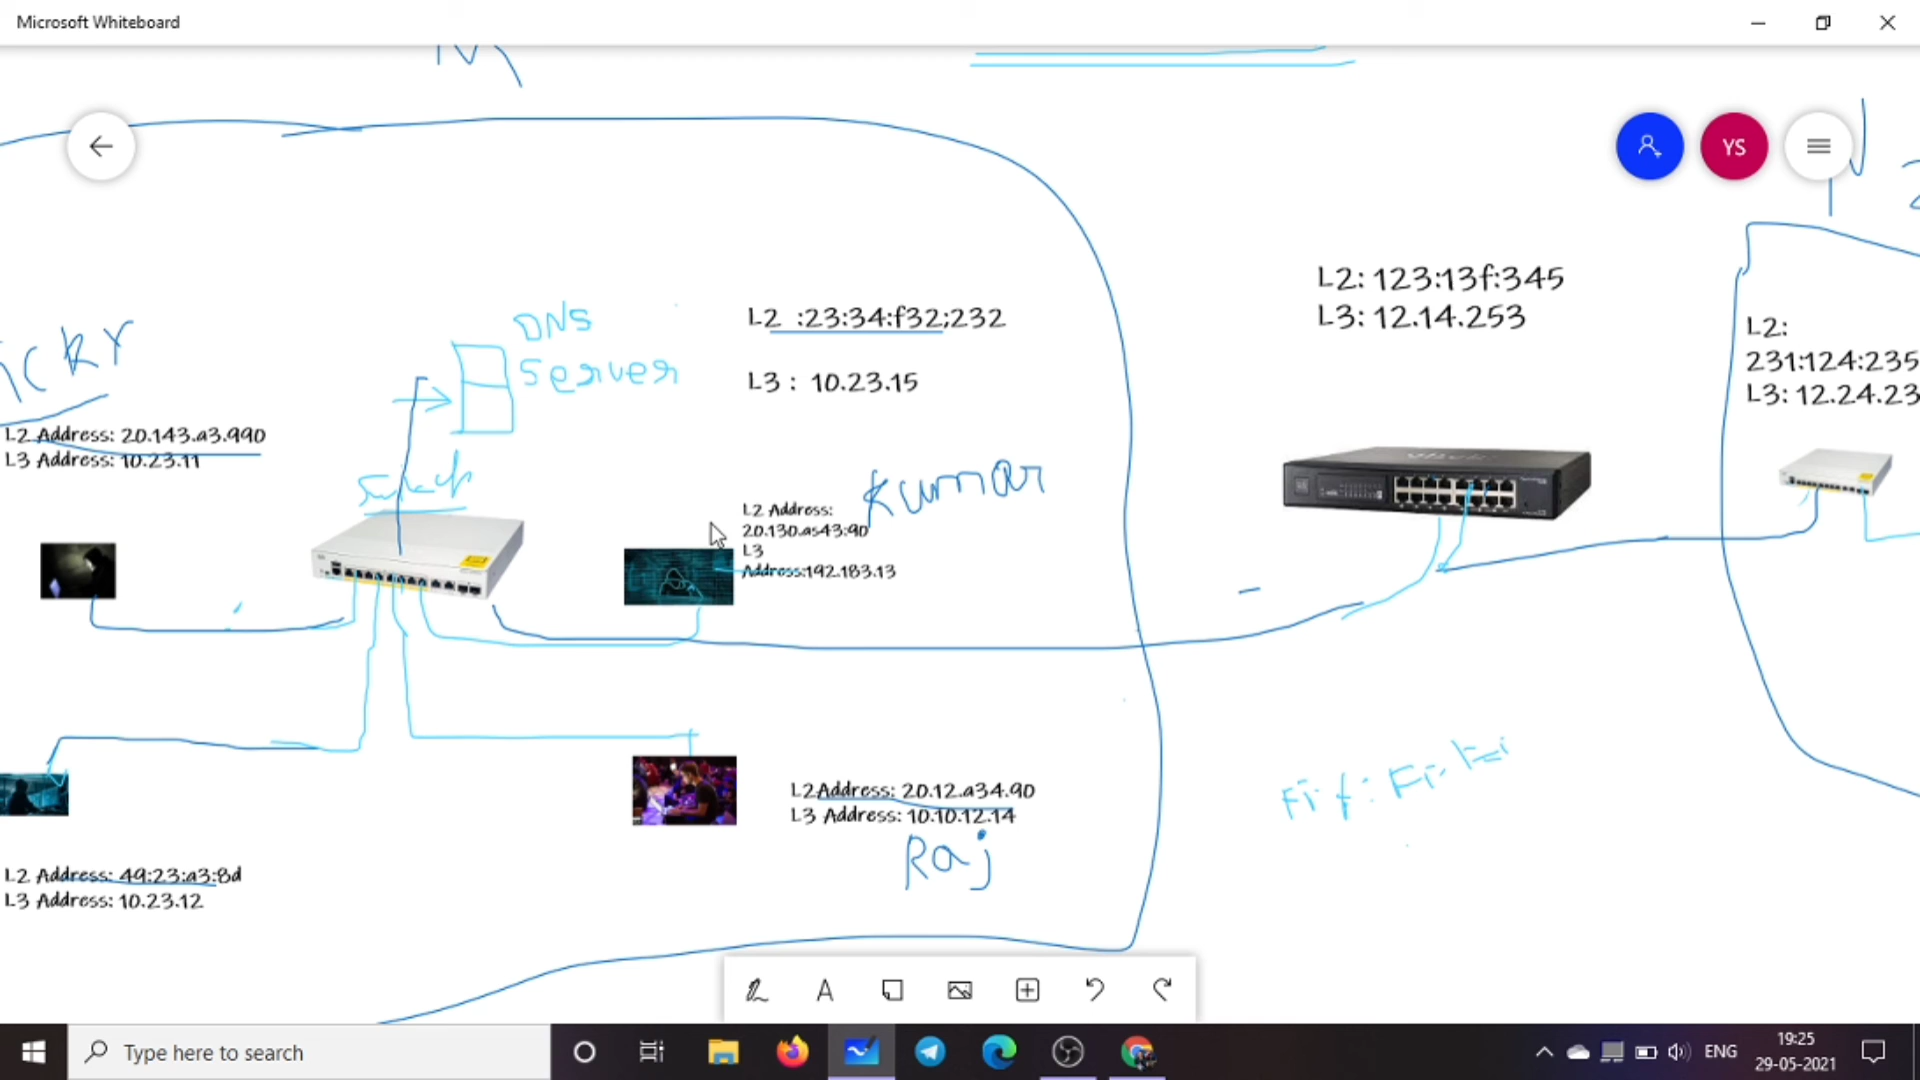 Microsoft Whiteboard
YS
DNS
Server
L2 :23:34:f32;232
L3 : 10.23.15
L2: 123:13f:345
L3: 12.14.253
L2:
231:124:235
L3: 12.24.23
L2 Address: 20.143.a3.990
L3 Address: 10.23.11
Switch
Kumar
L2 Address:
20.130.as43:90
L3
Address:192.183.13
L2Address: 20.12.a34.90
L3 Address: 10.10.12.14
Raj
L2 Address: 49:23:a3:8d
L3 Address: 10.23.12
Type here to search
ENG
19:25
29-05-2021